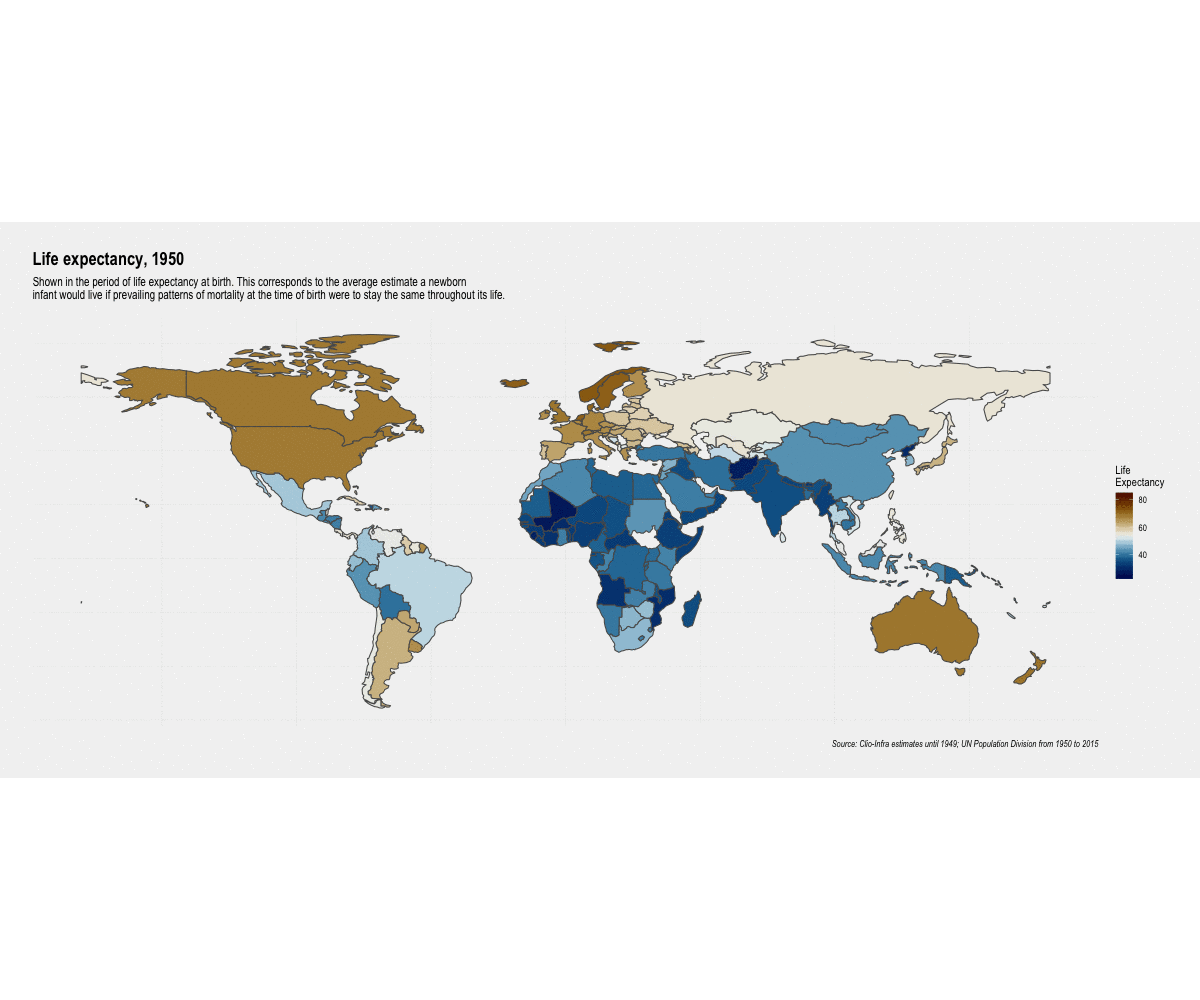 Life expectancy, 1950
Shown in the period of life expectancy at birth. This corresponds to the average estimate a newborn
infant would live if prevailing patterns of mortality at the time of birth were to stay the same throughout its life.
Life
Expectancy
80
60
40
Source: Clio-Infra estimates until 1949; UN Population Division from 1950 to 2015